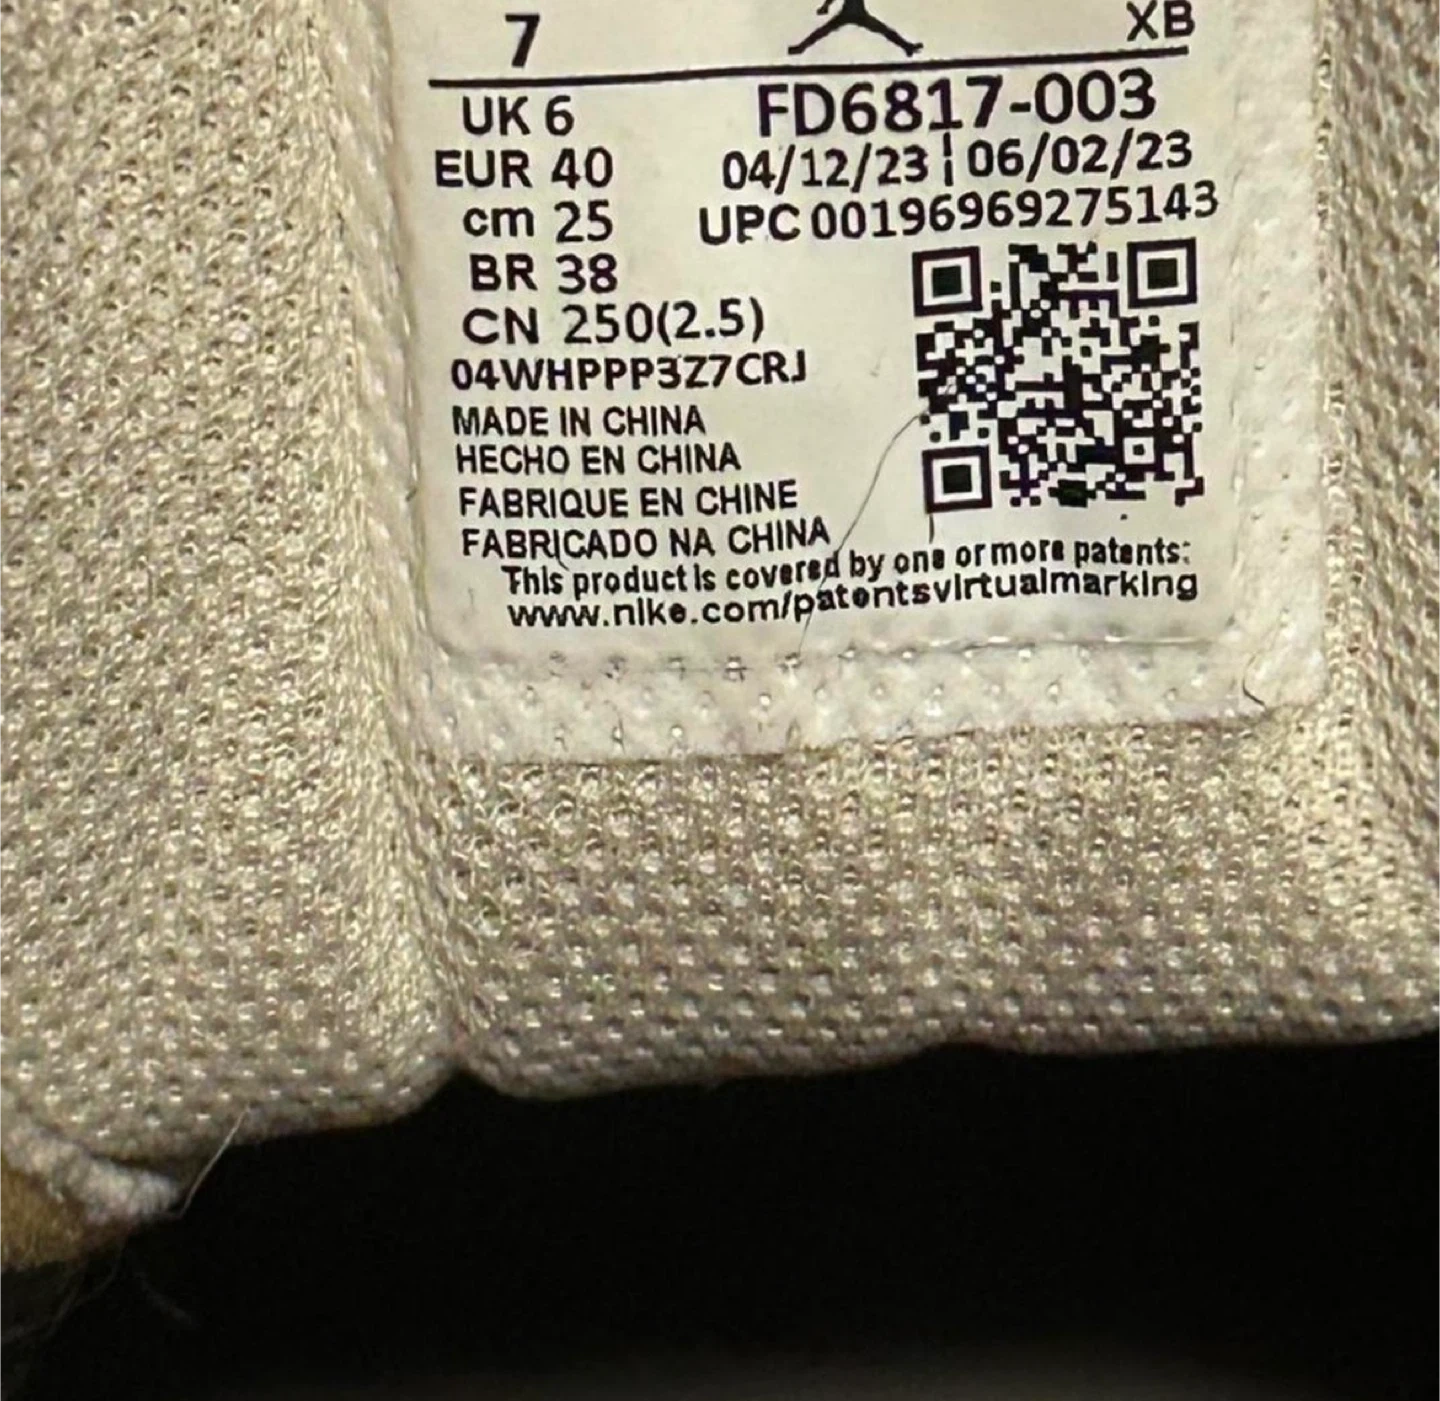 7 XB
UK 6 FD6817-003
EUR 40 04/12/23 | 06/02/23
cm 25 UPC 00196969275143
BR 38
CN 250(2.5)
04WHPPP3Z7CRJ
MADE IN CHINA
HECHO EN CHINA
FABRIQUE EN CHINE
FABRICADO NA CHINA
This product is covered by one or more patents:
www.nike.com/patentsvirtualmarking